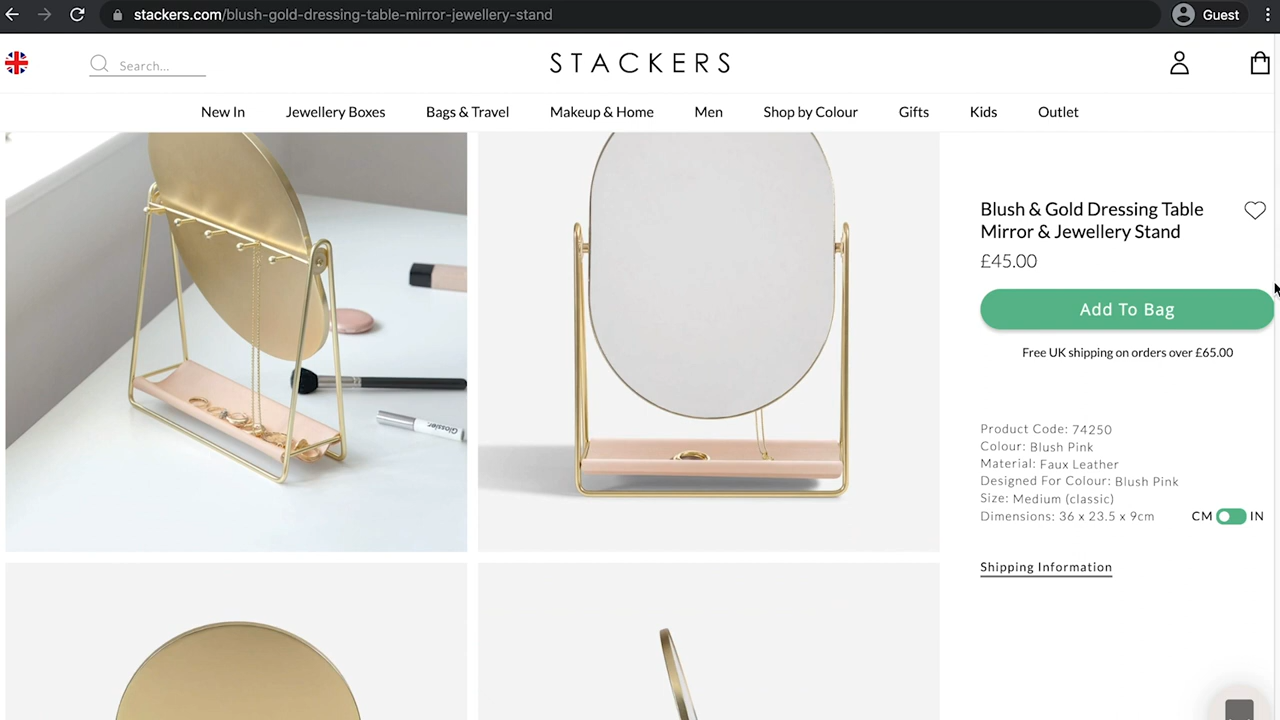 stackers.com/blush-gold-dressing-table-mirror-jewellery-stand
Guest
Search...
STACKERS
New In
Jewellery Boxes
Bags & Travel
Makeup & Home
Men
Shop by Colour
Gifts
Kids
Outlet
Glossier.
Blush & Gold Dressing Table
Mirror & Jewellery Stand
£45.00
Add To Bag
Free UK shipping on orders over £65.00
Product Code: 74250
Colour: Blush Pink
Material: Faux Leather
Designed For Colour: Blush Pink
Size: Medium (classic)
Dimensions: 36 x 23.5 x 9cm
CM IN
Shipping Information